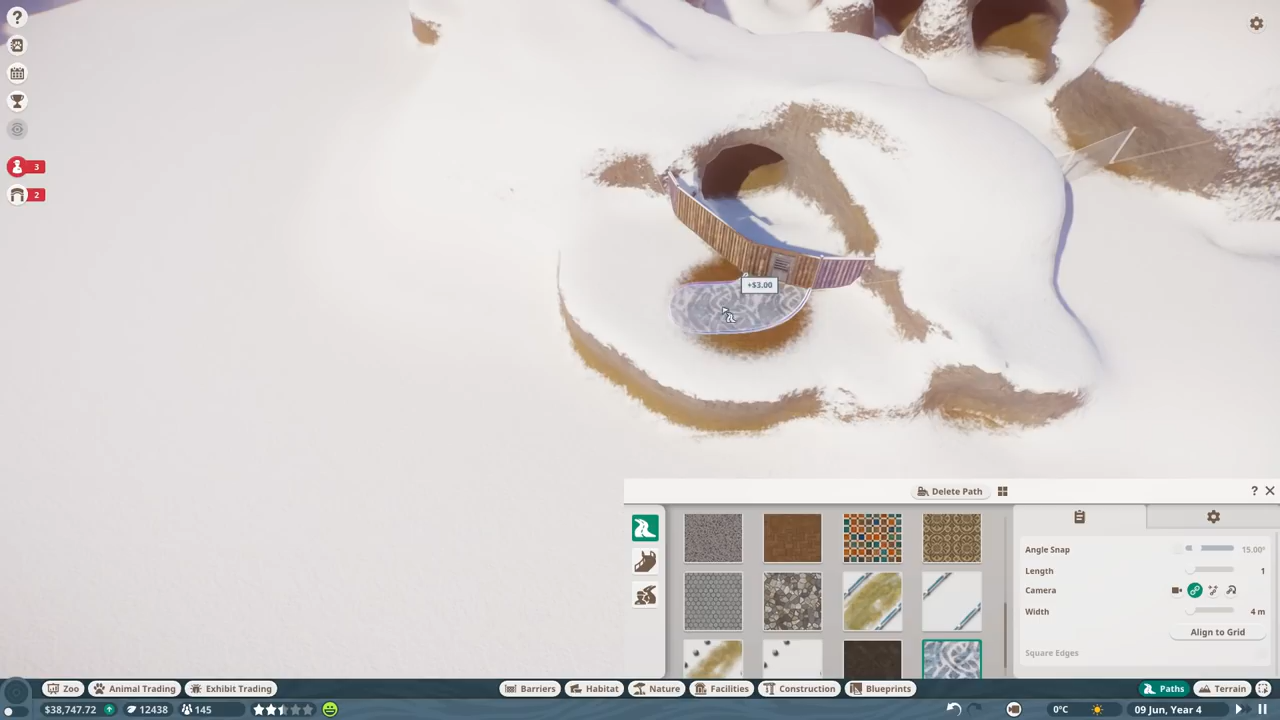 ?
3
2
+$3.00
Delete Path
?
Angle Snap 15.00°
Length 1
Camera
Width 4 m
Align to Grid
Square Edges
Zoo
Animal Trading
Exhibit Trading
Barriers
Habitat
Nature
Facilities
Construction
Blueprints
Paths
Terrain
$38,747.72
12438
145
0°C
09 Jun, Year 4